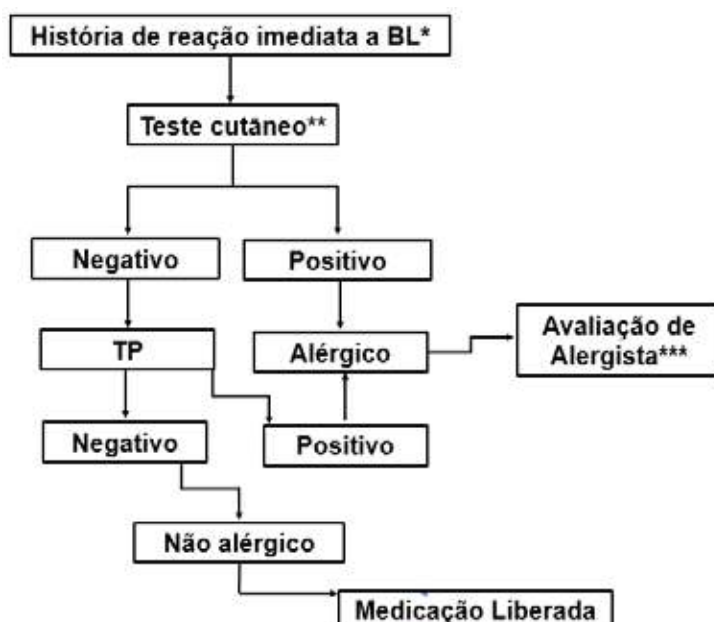 História de reação imediata a BL*
Teste cutâneo**
Negativo
Positivo
TP
Alérgico
Avaliação de
Alergista***
Negativo
Positivo
Não alérgico
Medicação Liberada